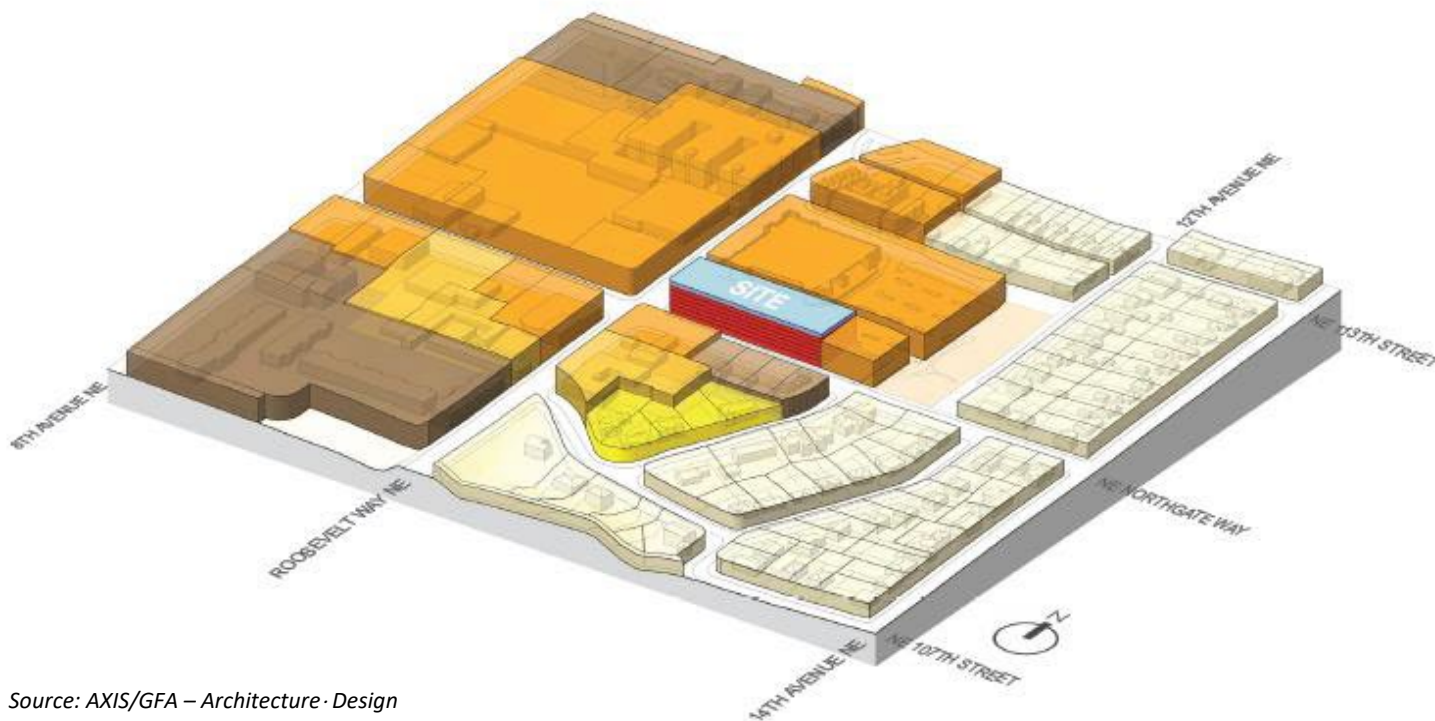 12TH AVENUE NE
SITE
NE 113TH STREET
8TH AVENUE NE
ROOSEVELT WAY NE
NE NORTHGATE WAY
Z
14TH AVENUE NE
NE 107TH STREET
Source: AXIS/GFA – Architecture· Design